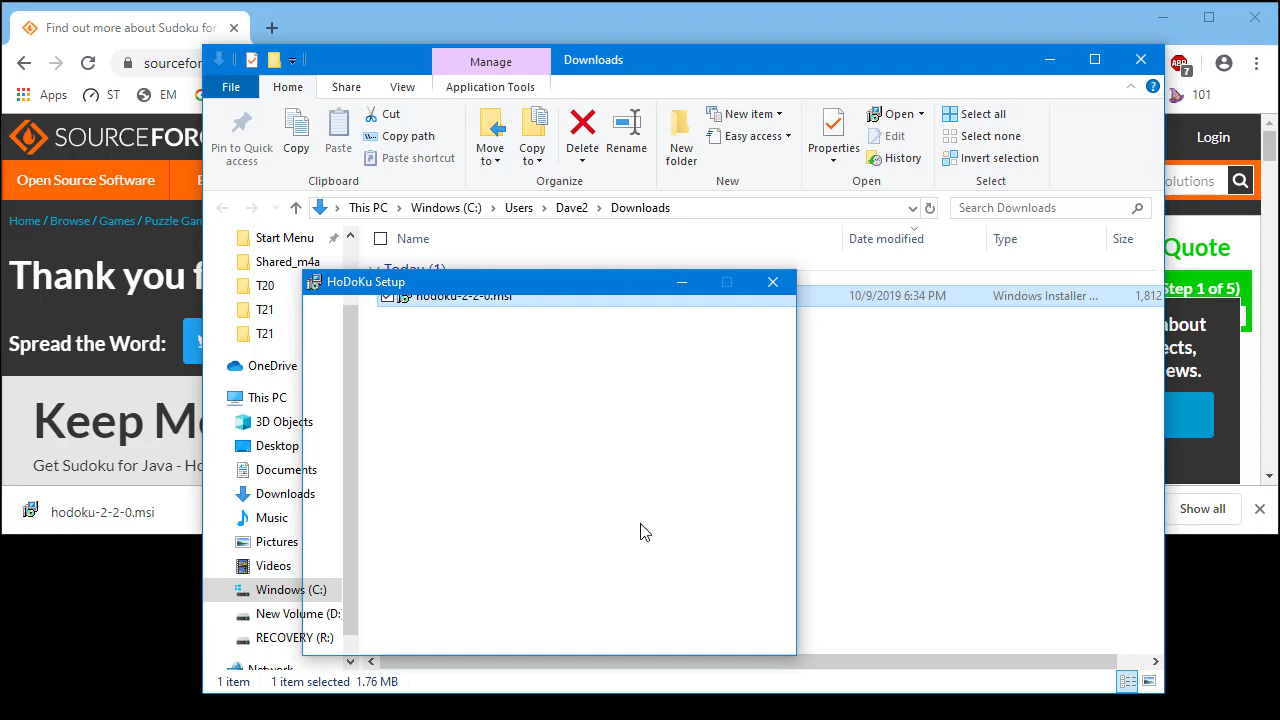 Find out more about Sudoku for
sourcefor
7
Apps
ST
EM
101
SOURCEFOR
Login
Open Source Software
olutions
Home / Browse / Games / Puzzle Gam
Thank you f
Spread the Word:
Keep Mo
Get Sudoku for Java - Ho
Quote
Step 1 of 5)
about
ects,
ews.
hodoku-2-2-0.msi
Show all
Manage
Downloads
File
Home
Share
View
Application Tools
Pin to Quick access
Copy
Paste
Cut
Copy path
Paste shortcut
Clipboard
Move to
Copy to
Delete
Rename
Organize
New folder
New item
Easy access
New
Properties
Open
Edit
History
Open
Select all
Select none
Invert selection
Select
This PC
Windows (C:)
Users
Dave2
Downloads
Search Downloads
Name
Date modified
Type
Size
Today (1)
hodoku-2-2-0.msi
10/9/2019 6:34 PM
Windows Installer ...
1,812
Start Menu
Shared_m4a
T20
T21
T21
OneDrive
This PC
3D Objects
Desktop
Documents
Downloads
Music
Pictures
Videos
Windows (C:)
New Volume (D:
RECOVERY (R:)
Network
HoDoKu Setup
1 item
1 item selected 1.76 MB